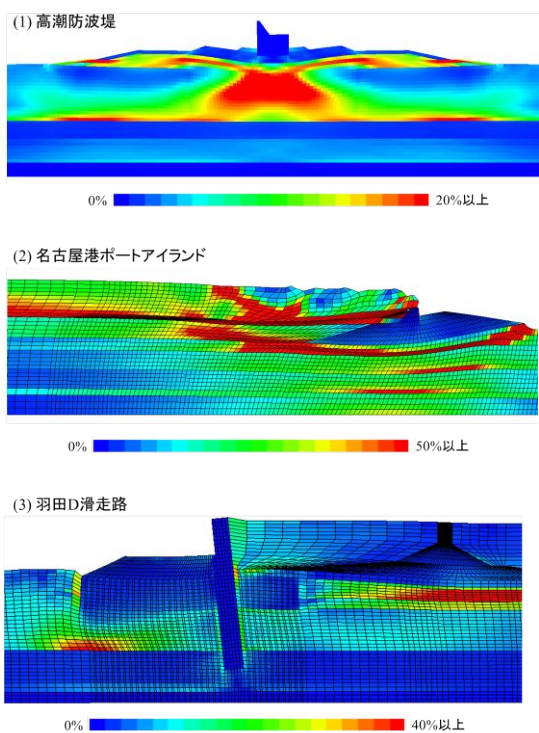 (1) 高潮防波堤
0% 20%以上
(2) 名古屋港ポートアイランド
0% 50%以上
(3) 羽田D滑走路
0% 40%以上